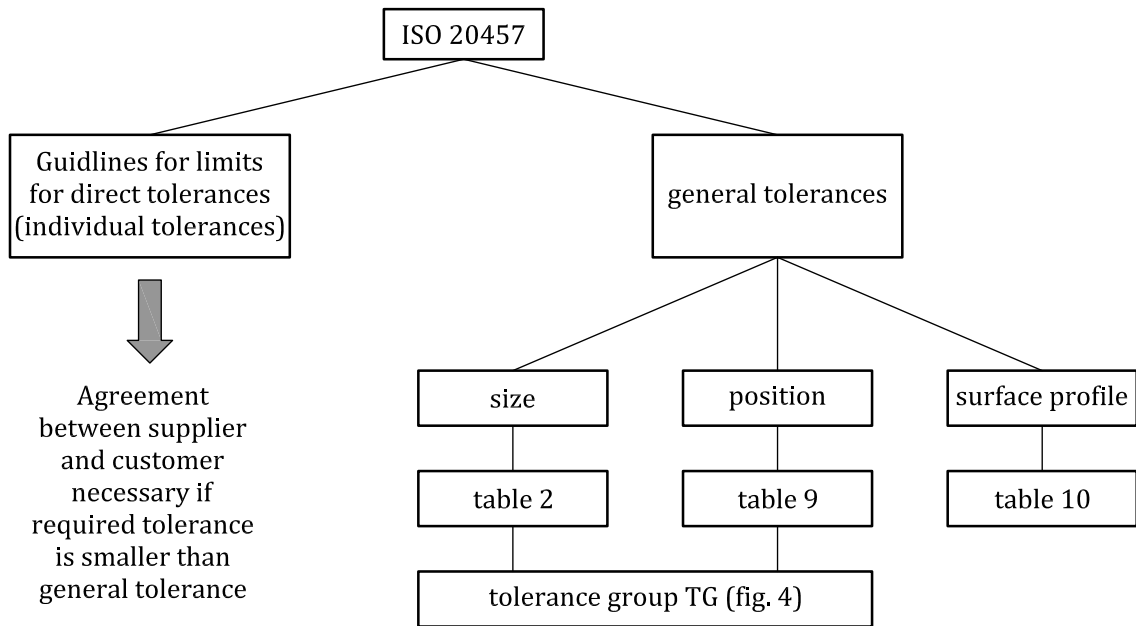 ISO 20457
Guidlines for limits
for direct tolerances
(individual tolerances)
general tolerances
Agreement
between supplier
and customer
necessary if
required tolerance
is smaller than
general tolerance
size
position
surface profile
table 2
table 9
table 10
tolerance group TG (fig. 4)